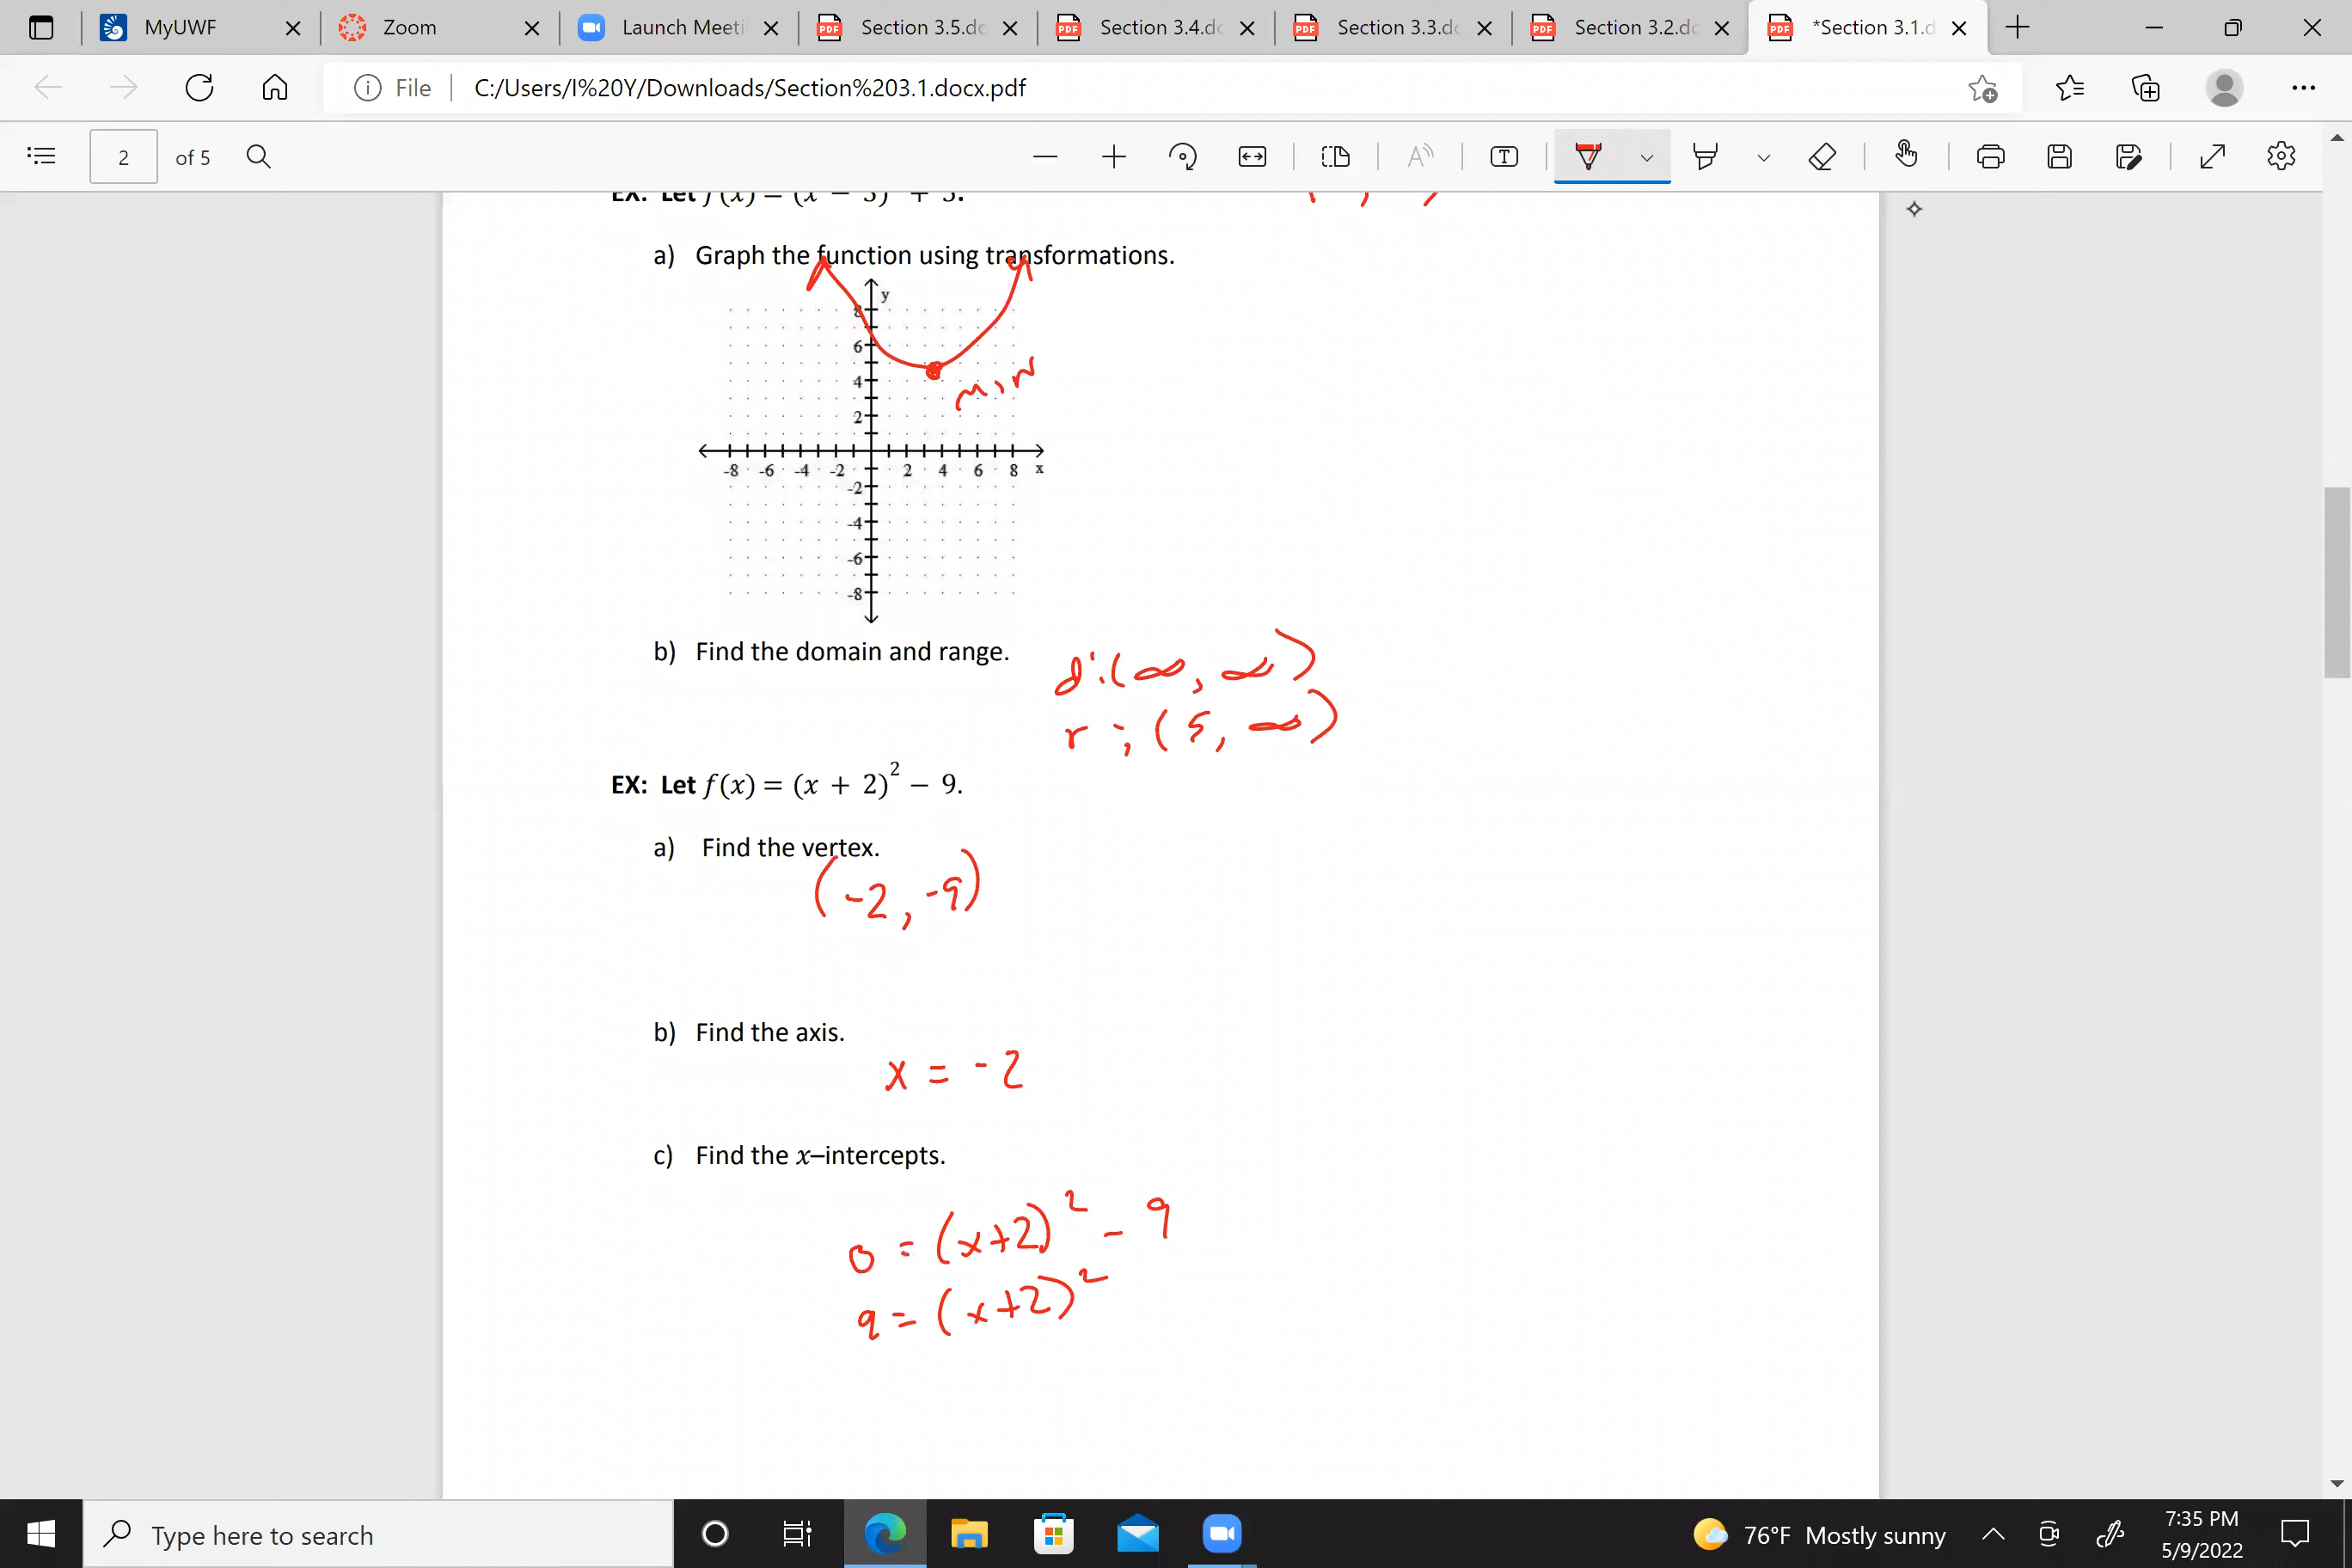 MyUWF
Zoom
Launch Meeti
Section 3.5.dc
Section 3.4.dc
Section 3.3.dc
Section 3.2.dc
*Section 3.1.d
File
C:/Users/I%20Y/Downloads/Section%203.1.docx.pdf
2 of 5
a) Graph the function using transformations.
y
8
6
4
2
-8 -6 -4 -2 2 4 6 8 x
-2
-4
-6
-8
min
b) Find the domain and range.
d: (∞, ∞)
r: (5, ∞)
EX: Let f(x) = (x + 2)² − 9.
a) Find the vertex.
(-2, -9)
b) Find the axis.
x = -2
c) Find the x–intercepts.
0 = (x+2)² - 9
9 = (x+2)²
Type here to search
76°F Mostly sunny
7:35 PM
5/9/2022